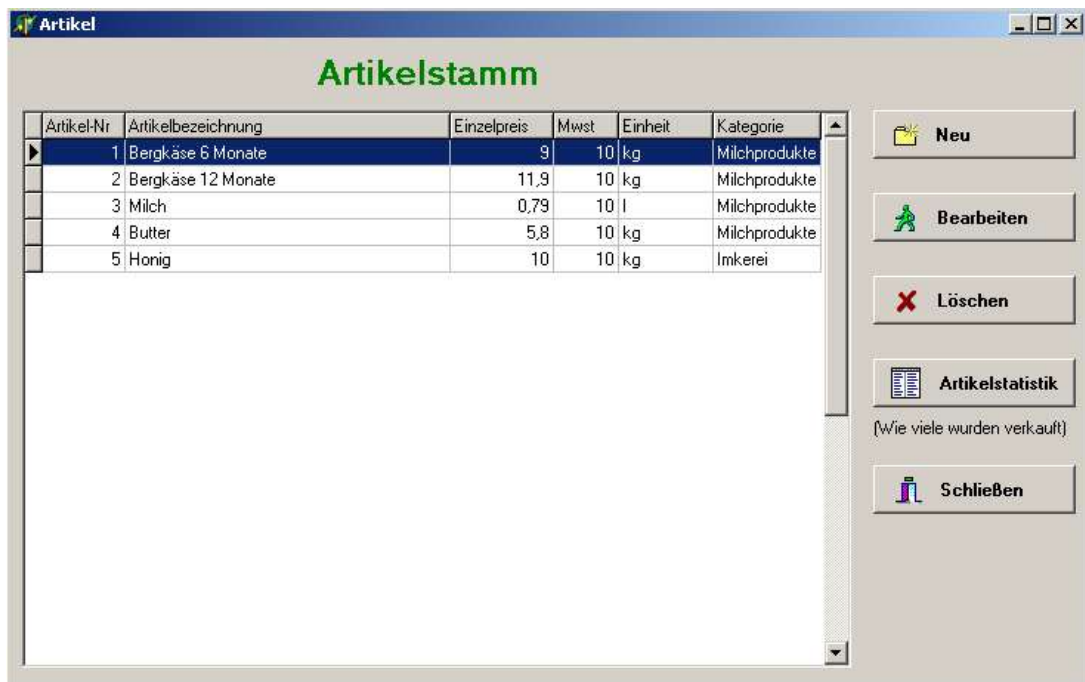 Artikel
Artikelstamm
Artikel-Nr Artikelbezeichnung Einzelpreis Mwst Einheit Kategorie
1 Bergkäse 6 Monate 9 10 kg Milchprodukte
2 Bergkäse 12 Monate 11,9 10 kg Milchprodukte
3 Milch 0,79 10 l Milchprodukte
4 Butter 5,8 10 kg Milchprodukte
5 Honig 10 10 kg Imkerei
Neu
Bearbeiten
Löschen
Artikelstatistik
(Wie viele wurden verkauft)
Schließen